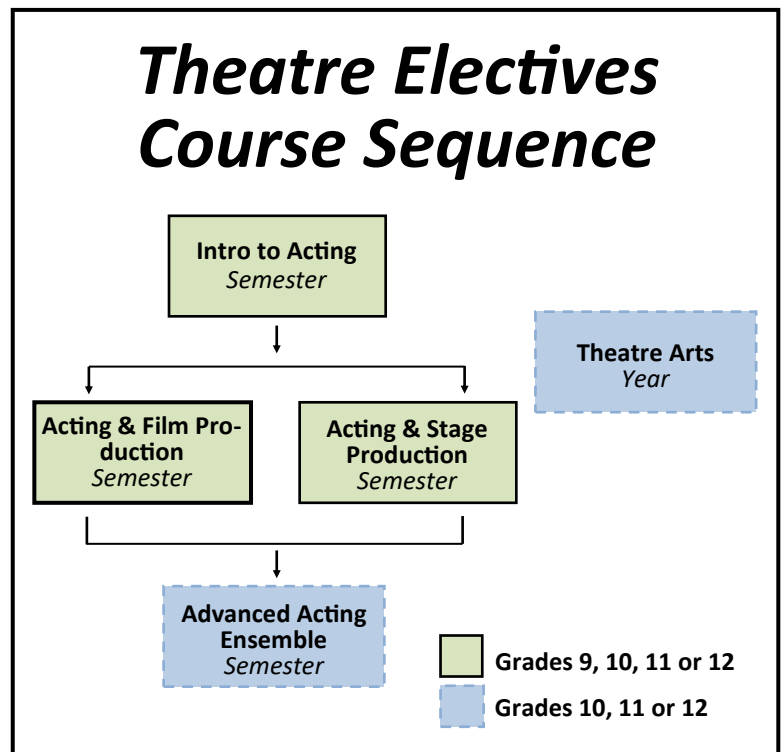 Theatre Electives
Course Sequence
Intro to Acting
Semester
Theatre Arts
Year
Acting & Film Pro-
duction
Semester
Acting & Stage
Production
Semester
Advanced Acting
Ensemble
Semester
Grades 9, 10, 11 or 12
Grades 10, 11 or 12